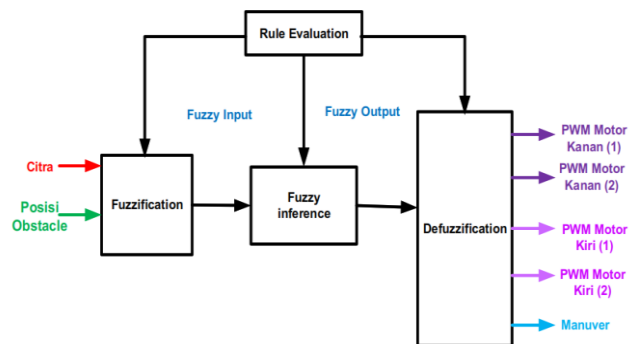 Rule Evaluation
Fuzzy Input
Fuzzy Output
Citra
Posisi
Obstacle
Fuzzification
Fuzzy
inference
Defuzzification
PWM Motor
Kanan (1)
PWM Motor
Kanan (2)
PWM Motor
Kiri (1)
PWM Motor
Kiri (2)
Manuver